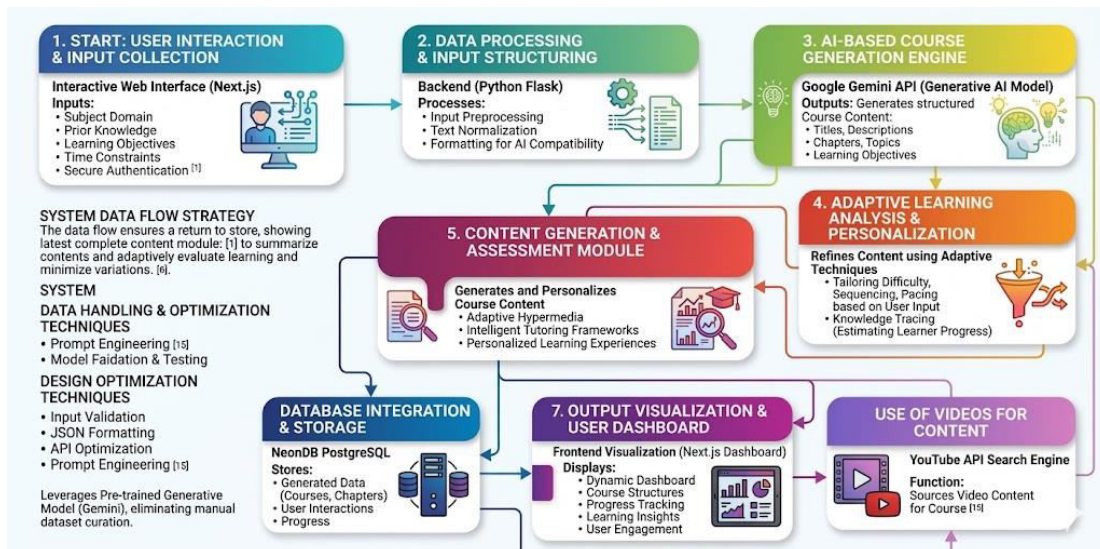 1. START: USER INTERACTION
& INPUT COLLECTION
Interactive Web Interface (Next.js)
Inputs:
• Subject Domain
• Prior Knowledge
• Learning Objectives
• Time Constraints
• Secure Authentication [1]
2. DATA PROCESSING
& INPUT STRUCTURING
Backend (Python Flask)
Processes:
• Input Preprocessing
• Text Normalization
• Formatting for AI Compatibility
3. AI-BASED COURSE
GENERATION ENGINE
Google Gemini API (Generative AI Model)
Outputs: Generates structured
Course Content:
• Titles, Descriptions
• Chapters, Topics
• Learning Objectives
4. ADAPTIVE LEARNING
ANALYSIS &
PERSONALIZATION
Refines Content using Adaptive
Techniques
• Tailoring Difficulty,
Sequencing, Pacing
based on User Input
• Knowledge Tracing
(Estimating Learner Progress)
5. CONTENT GENERATION &
ASSESSMENT MODULE
Generates and Personalizes
Course Content
• Adaptive Hypermedia
• Intelligent Tutoring Frameworks
• Personalized Learning Experiences
SYSTEM DATA FLOW STRATEGY
The data flow ensures a return to store, showing
latest complete content module: [1] to summarize
contents and adaptively evaluate learning and
minimize variations. [6].
SYSTEM
DATA HANDLING & OPTIMIZATION
TECHNIQUES
• Prompt Engineering [15]
• Model Faidation & Testing
DESIGN OPTIMIZATION
TECHNIQUES
• Input Validation
• JSON Formatting
• API Optimization
• Prompt Engineering [15]
Leverages Pre-trained Generative
Model (Gemini), eliminating manual
dataset curation.
DATABASE INTEGRATION
& STORAGE
NeonDB PostgreSQL
Stores:
• Generated Data
(Courses, Chapters)
• User Interactions
• Progress
7. OUTPUT VISUALIZATION &
USER DASHBOARD
Frontend Visualization (Next.js Dashboard)
Displays:
• Dynamic Dashboard
• Course Structures
• Progress Tracking
• Learning Insights
• User Engagement
USE OF VIDEOS FOR
CONTENT
YouTube API Search Engine
Function:
Sources Video Content
for Course [15]